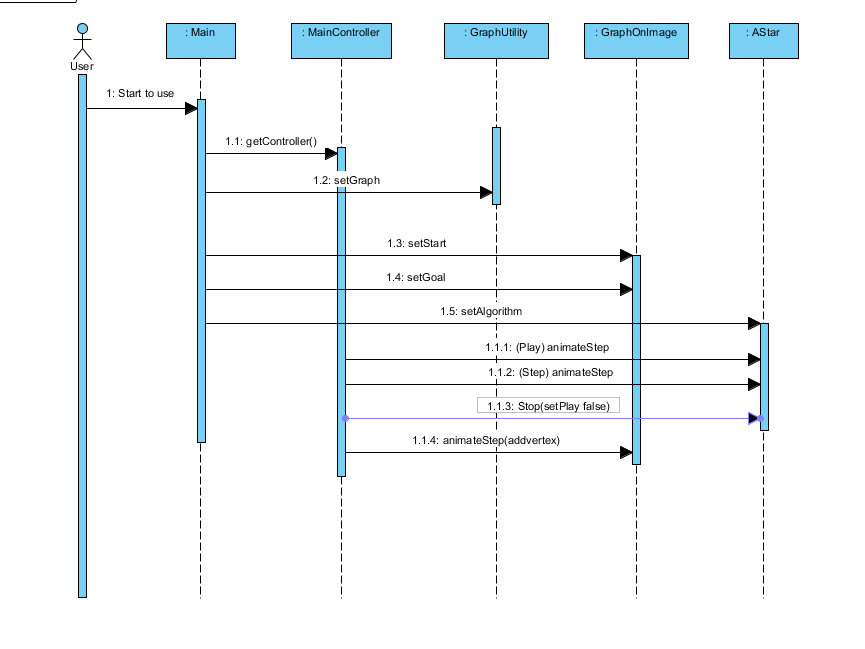 : Main
: MainController
: GraphUtility
: GraphOnImage
: AStar
User
1: Start to use
1.1: getController()
1.2: setGraph
1.3: setStart
1.4: setGoal
1.5: setAlgorithm
1.1.1: (Play) animateStep
1.1.2: (Step) animateStep
1.1.3: Stop(setPlay false)
1.1.4: animateStep(addvertex)